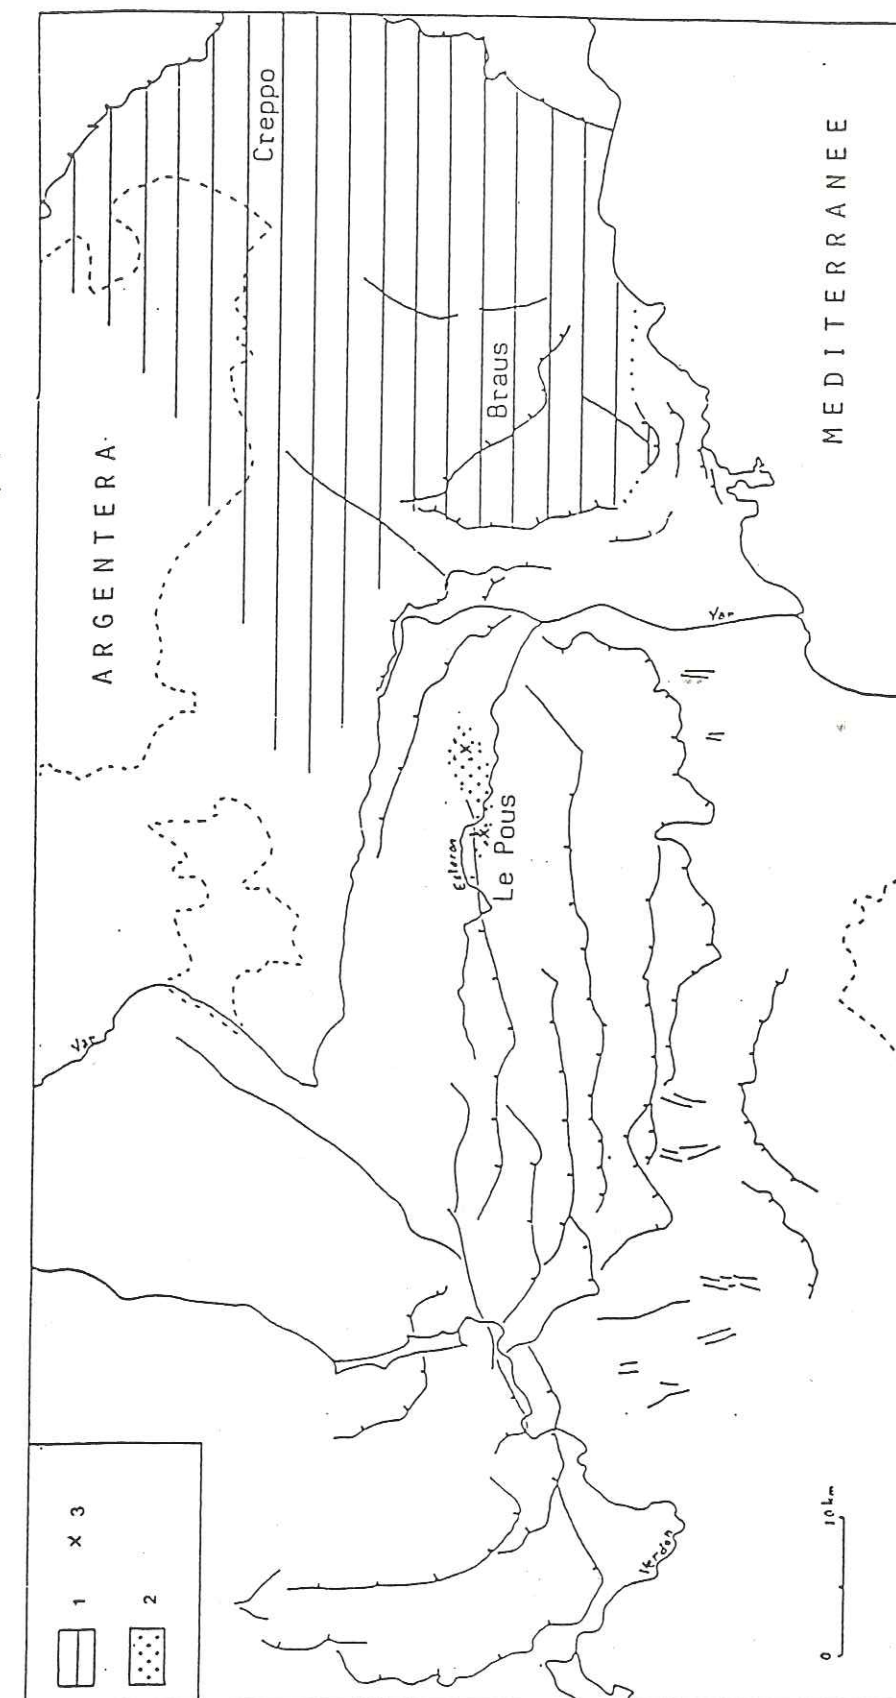 Creppo
MEDITERRANEE
ARGENTERA
Braus
Var
Esteron
Le Pous
Var
Verdon
1
X 3
2
0
10 km